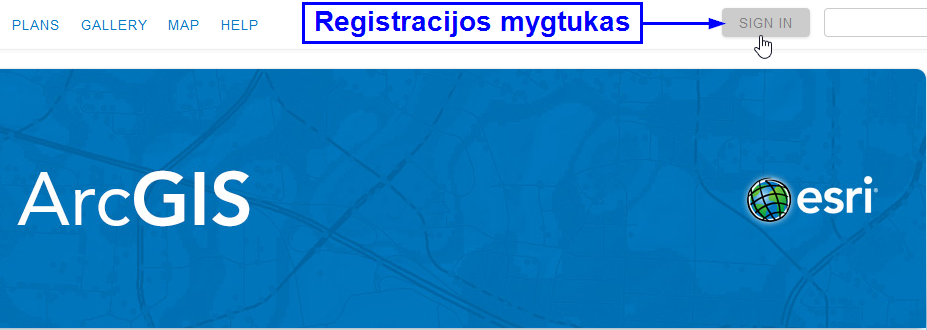 PLANS GALLERY MAP HELP Registracijos mygtukas SIGN IN
ArcGIS esri